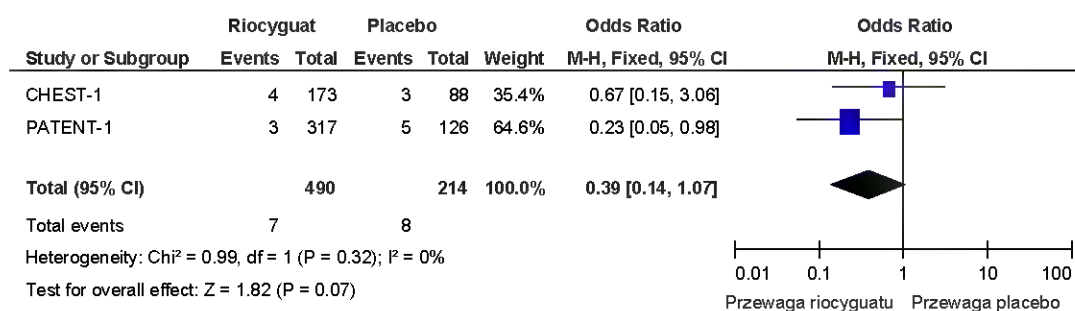 Riocyguat Placebo Odds Ratio Odds Ratio
Study or Subgroup Events Total Events Total Weight M-H, Fixed, 95% CI M-H, Fixed, 95% CI
CHEST-1 4 173 3 88 35.4% 0.67 [0.15, 3.06]
PATENT-1 3 317 5 126 64.6% 0.23 [0.05, 0.98]
Total (95% CI) 490 214 100.0% 0.39 [0.14, 1.07]
Total events 7 8
Heterogeneity: Chi² = 0.99, df = 1 (P = 0.32); I² = 0%
Test for overall effect: Z = 1.82 (P = 0.07)
0.01 0.1 1 10 100
Przewaga riocyguatu Przewaga placebo